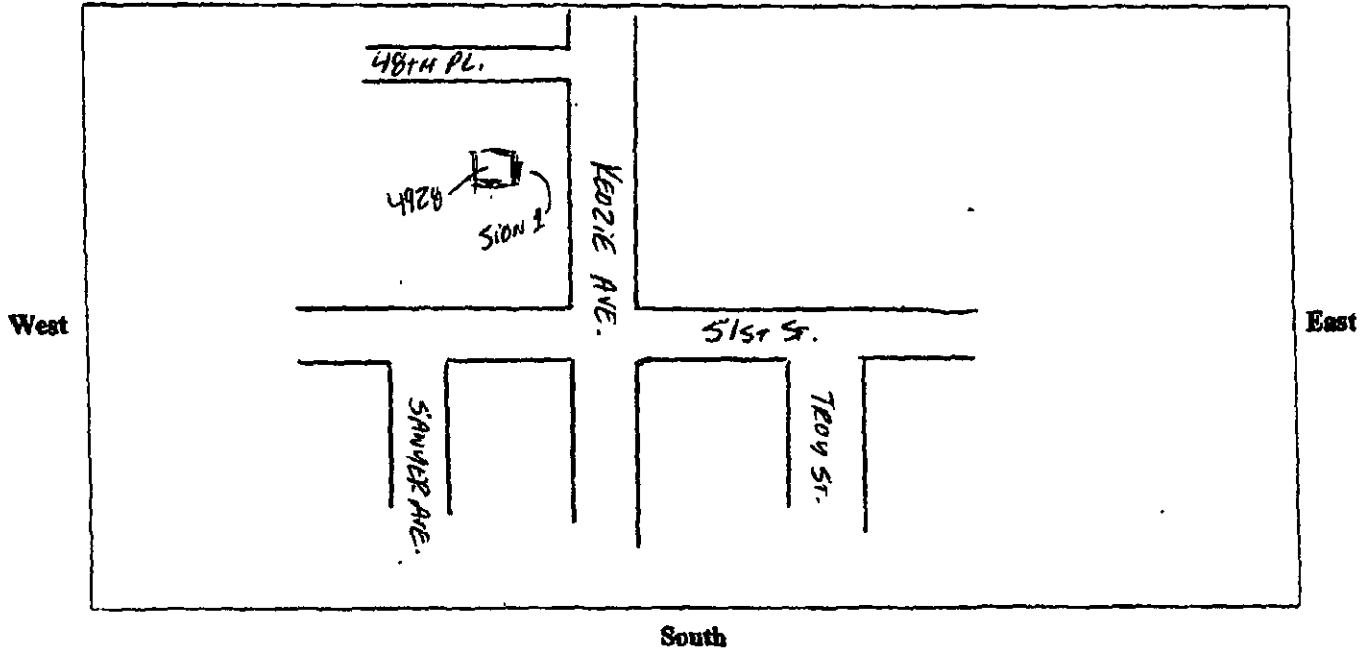 48TH PL.
4928
SIGN 1
KEDZIE AVE.
West
51ST ST.
East
SAWYER AVE.
TROY ST.
South